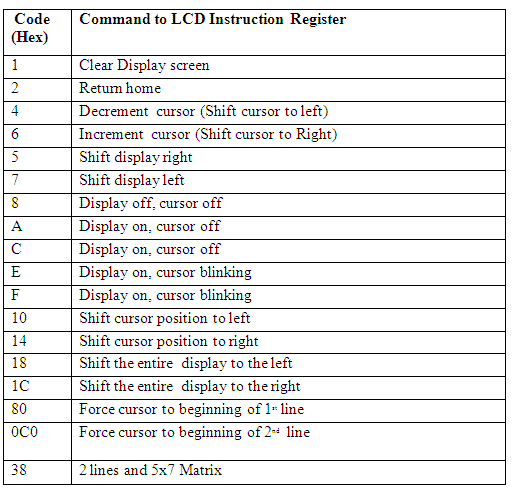 Code (Hex) Command to LCD Instruction Register
1 Clear Display screen
2 Return home
4 Decrement cursor (Shift cursor to left)
6 Increment cursor (Shift cursor to Right)
5 Shift display right
7 Shift display left
8 Display off, cursor off
A Display on, cursor off
C Display on, cursor off
E Display on, cursor blinking
F Display on, cursor blinking
10 Shift cursor position to left
14 Shift cursor position to right
18 Shift the entire display to the left
1C Shift the entire display to the right
80 Force cursor to beginning of 1st line
0C0 Force cursor to beginning of 2nd line
38 2 lines and 5x7 Matrix